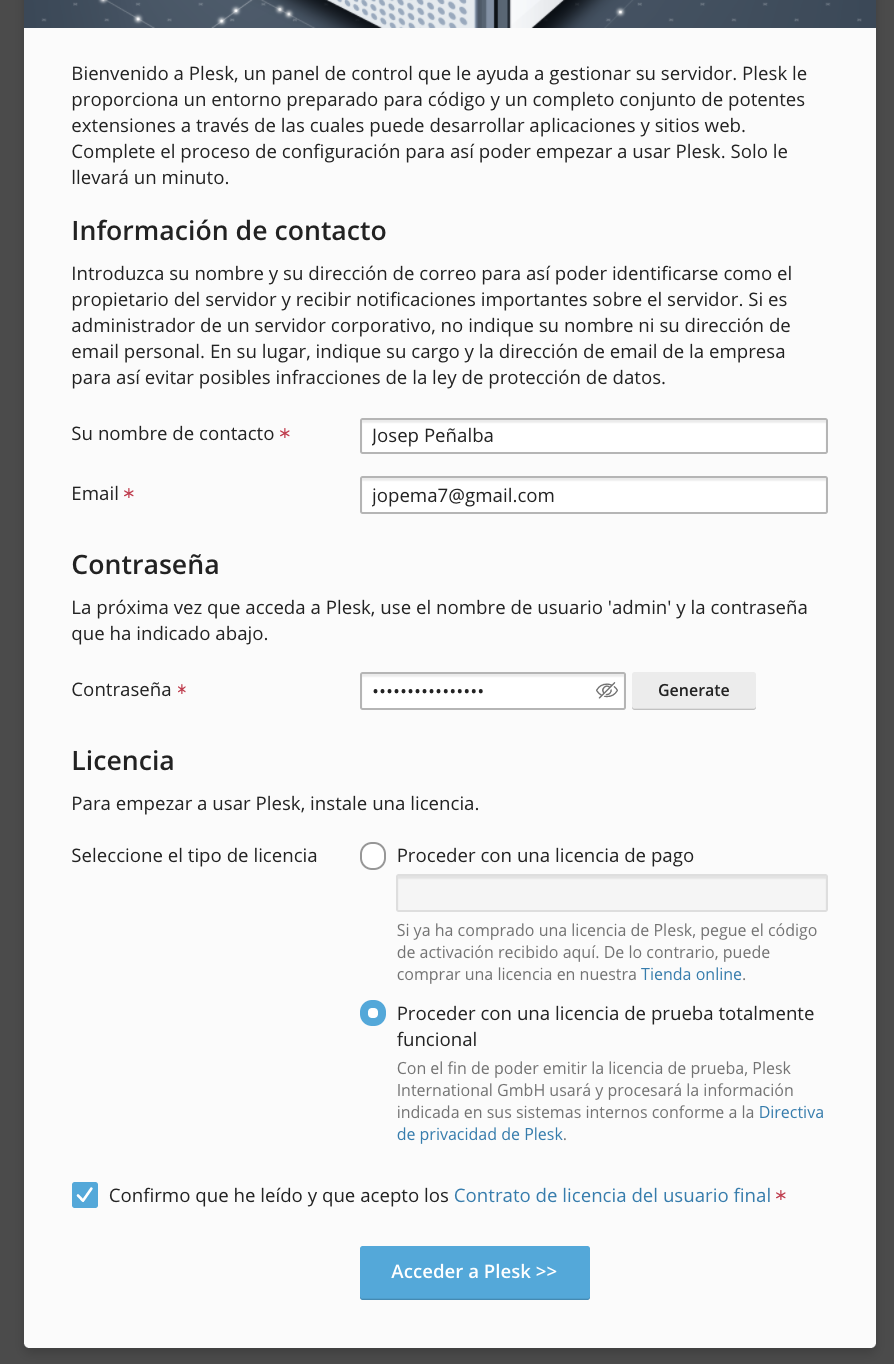 Bienvenido a Plesk, un panel de control que le ayuda a gestionar su servidor. Plesk le
proporciona un entorno preparado para código y un completo conjunto de potentes
extensiones a través de las cuales puede desarrollar aplicaciones y sitios web.
Complete el proceso de configuración para así poder empezar a usar Plesk. Solo le
llevará un minuto.
Información de contacto
Introduzca su nombre y su dirección de correo para así poder identificarse como el
propietario del servidor y recibir notificaciones importantes sobre el servidor. Si es
administrador de un servidor corporativo, no indique su nombre ni su dirección de
email personal. En su lugar, indique su cargo y la dirección de email de la empresa
para así evitar posibles infracciones de la ley de protección de datos.
Su nombre de contacto * Josep Peñalba
Email * jopema7@gmail.com
Contraseña
La próxima vez que acceda a Plesk, use el nombre de usuario 'admin' y la contraseña
que ha indicado abajo.
Contraseña * •••••••••••••••• Generate
Licencia
Para empezar a usar Plesk, instale una licencia.
Seleccione el tipo de licencia Proceder con una licencia de pago
Si ya ha comprado una licencia de Plesk, pegue el código
de activación recibido aquí. De lo contrario, puede
comprar una licencia en nuestra Tienda online.
Proceder con una licencia de prueba totalmente
funcional
Con el fin de poder emitir la licencia de prueba, Plesk
International GmbH usará y procesará la información
indicada en sus sistemas internos conforme a la Directiva
de privacidad de Plesk.
Confirmo que he leído y que acepto los Contrato de licencia del usuario final *
Acceder a Plesk >>